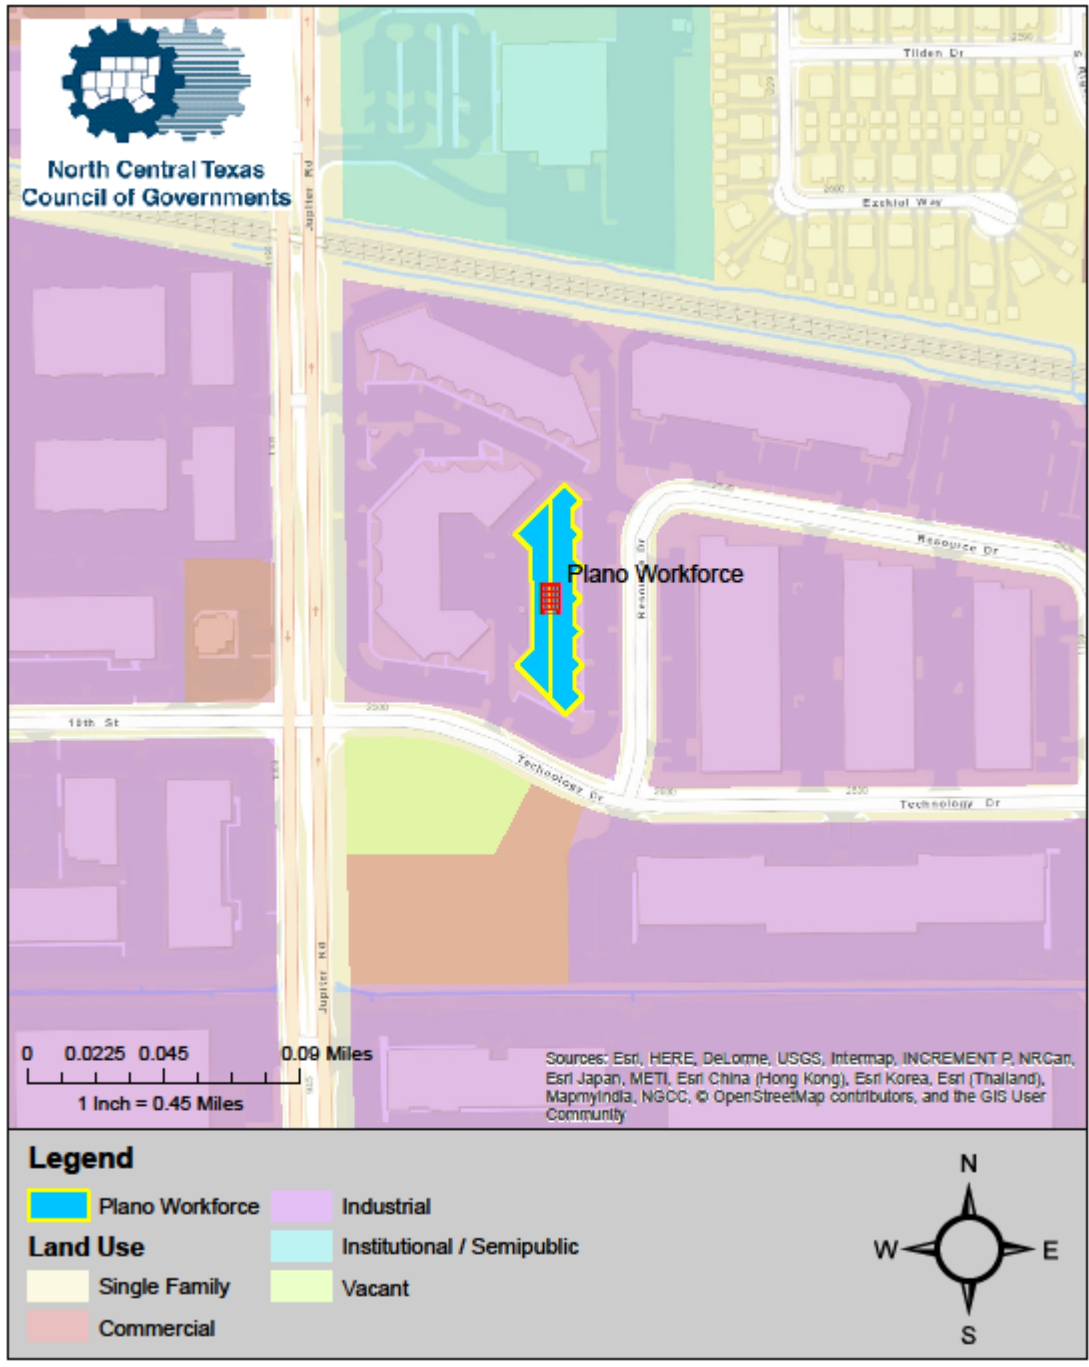 North Central Texas
Council of Governments
Tilden Dr
Ezekiel Way
Jupiter Rd
Plano Workforce
Resource Dr
10th St
Technology Dr
Technology Dr
Jupiter Rd
0 0.0225 0.045 0.09 Miles
1 Inch = 0.45 Miles
Sources: Esri, HERE, DeLorme, USGS, Intermap, INCREMENT P, NRCan,
Esri Japan, METI, Esri China (Hong Kong), Esri Korea, Esri (Thailand),
MapmyIndia, NGCC, © OpenStreetMap contributors, and the GIS User
Community
Legend
Plano Workforce
Land Use
Single Family
Commercial
Industrial
Institutional / Semipublic
Vacant
N
W E
S